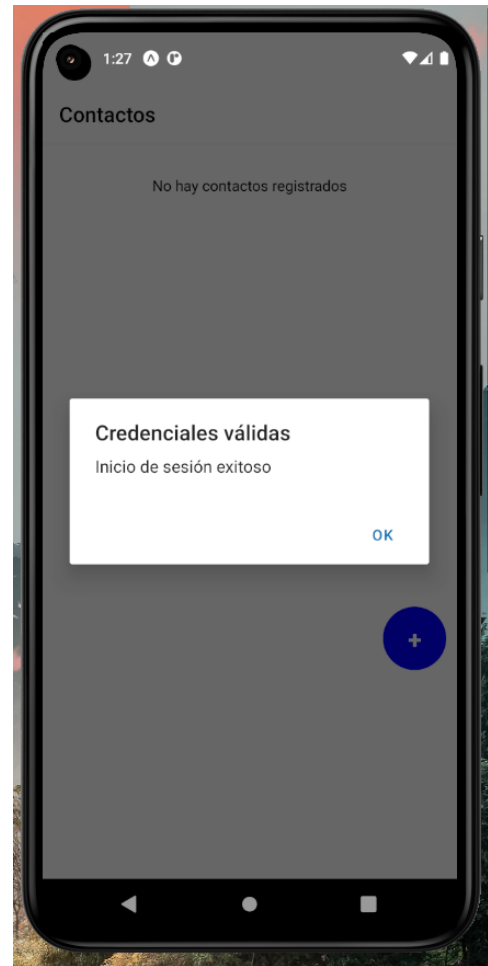 1:27
Contactos
No hay contactos registrados
Credenciales válidas
Inicio de sesión exitoso
OK
+